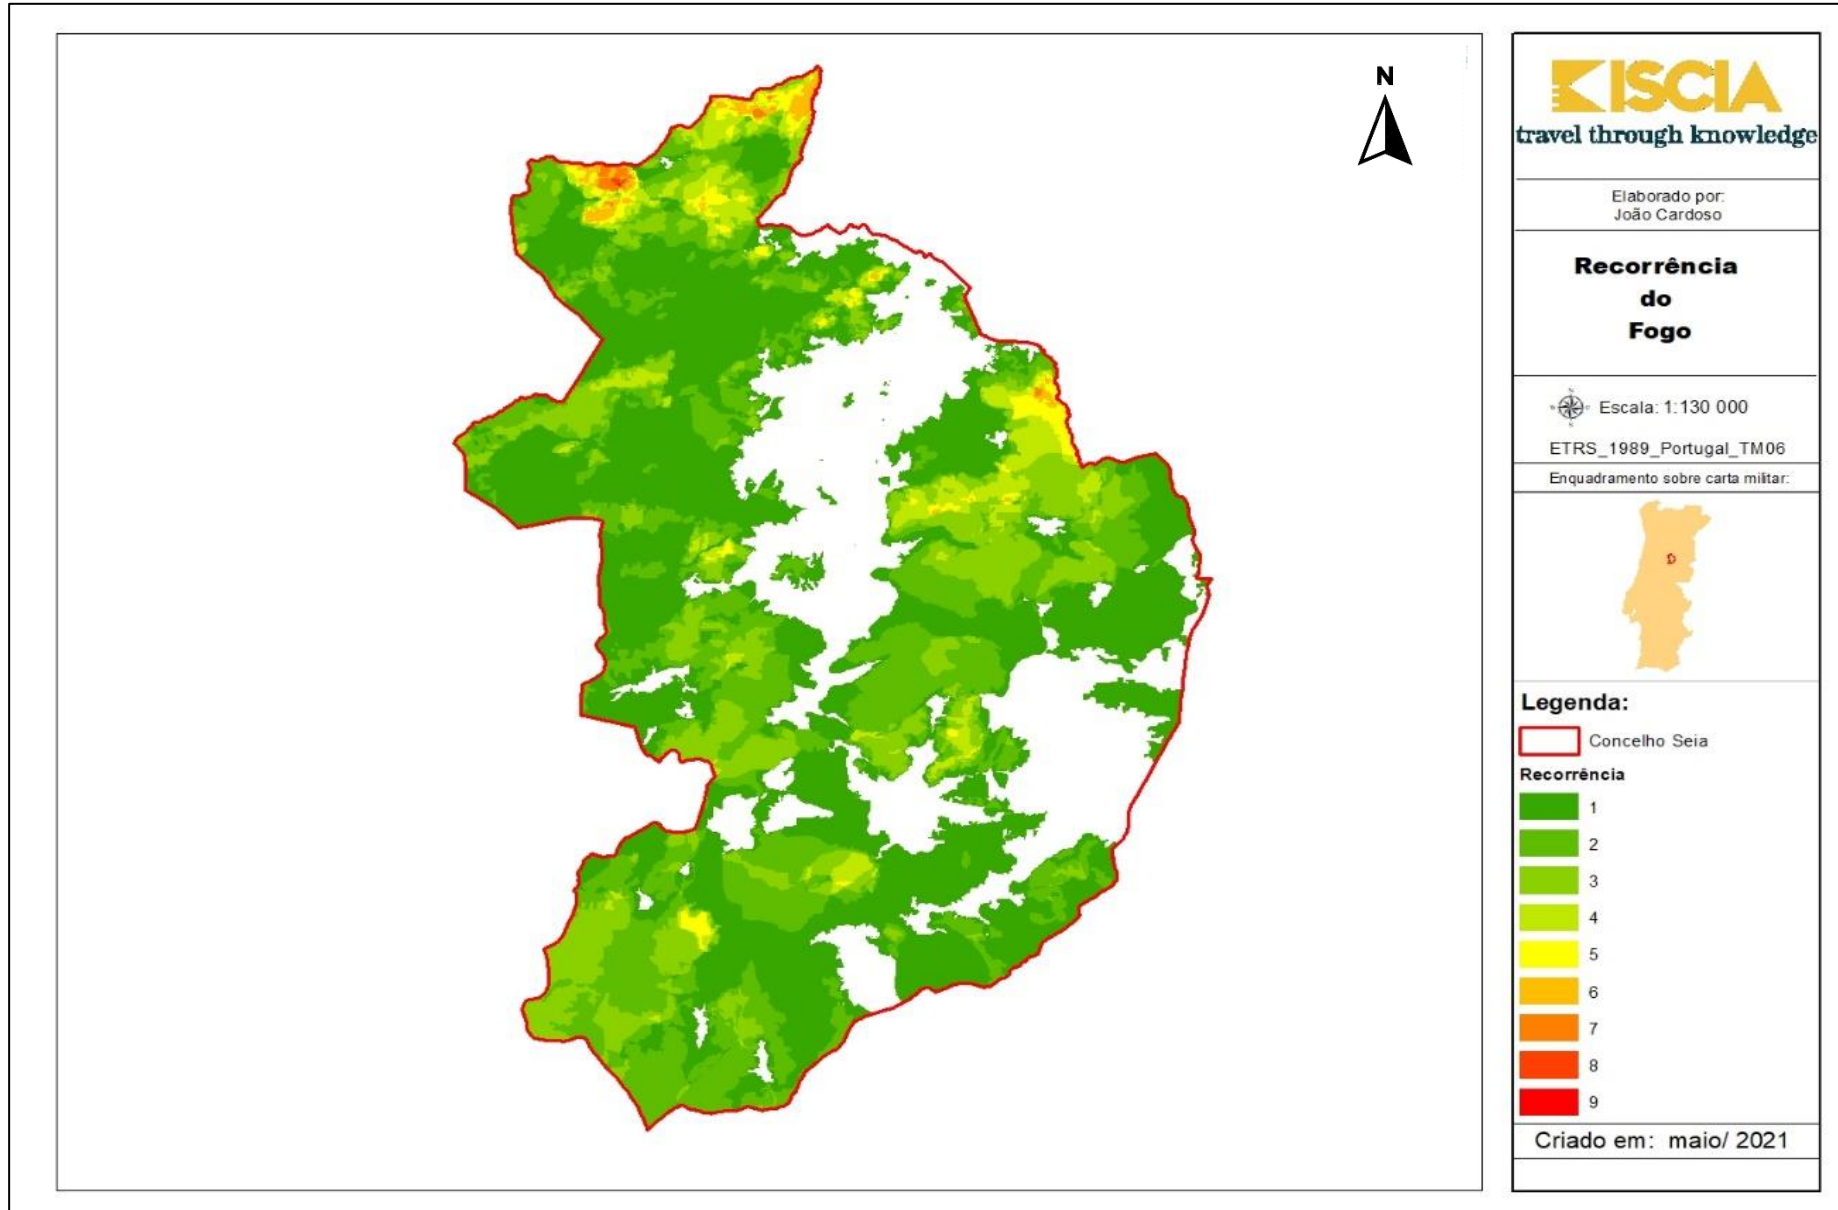 N
ISCIA
travel through knowledge
Elaborado por:
João Cardoso
Recorrência
do
Fogo
Escala: 1:130 000
ETRS_1989_Portugal_TM06
Enquadramento sobre carta militar:
Legenda:
Concelho Seia
Recorrência
1
2
3
4
5
6
7
8
9
Criado em: maio/ 2021